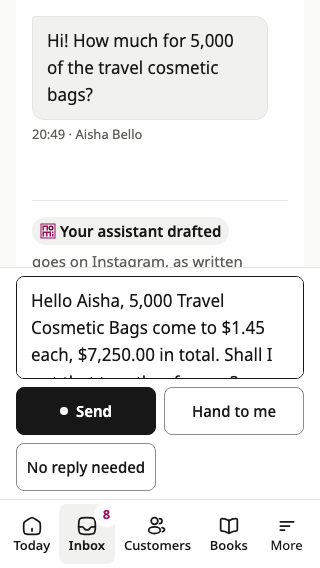 Hi! How much for 5,000
of the travel cosmetic
bags?
20:49 · Aisha Bello
Your assistant drafted
goes on Instagram, as written
Hello Aisha, 5,000 Travel
Cosmetic Bags come to $1.45
each, $7,250.00 in total. Shall I
Send
Hand to me
No reply needed
8
Today
Inbox
Customers
Books
More